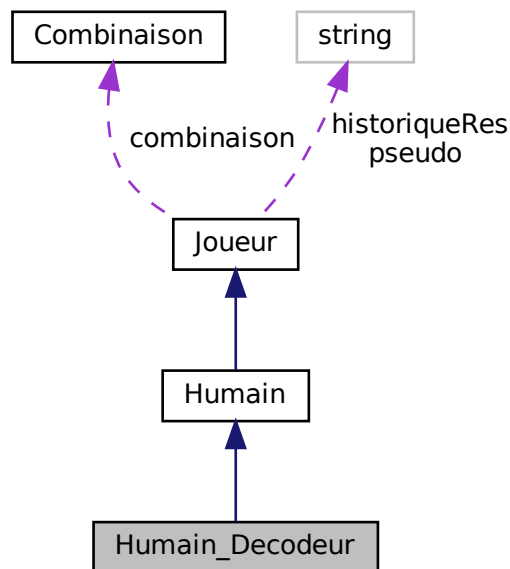 Combinaison
string
combinaison
historiqueRes
pseudo
Joueur
Humain
Humain_Decodeur